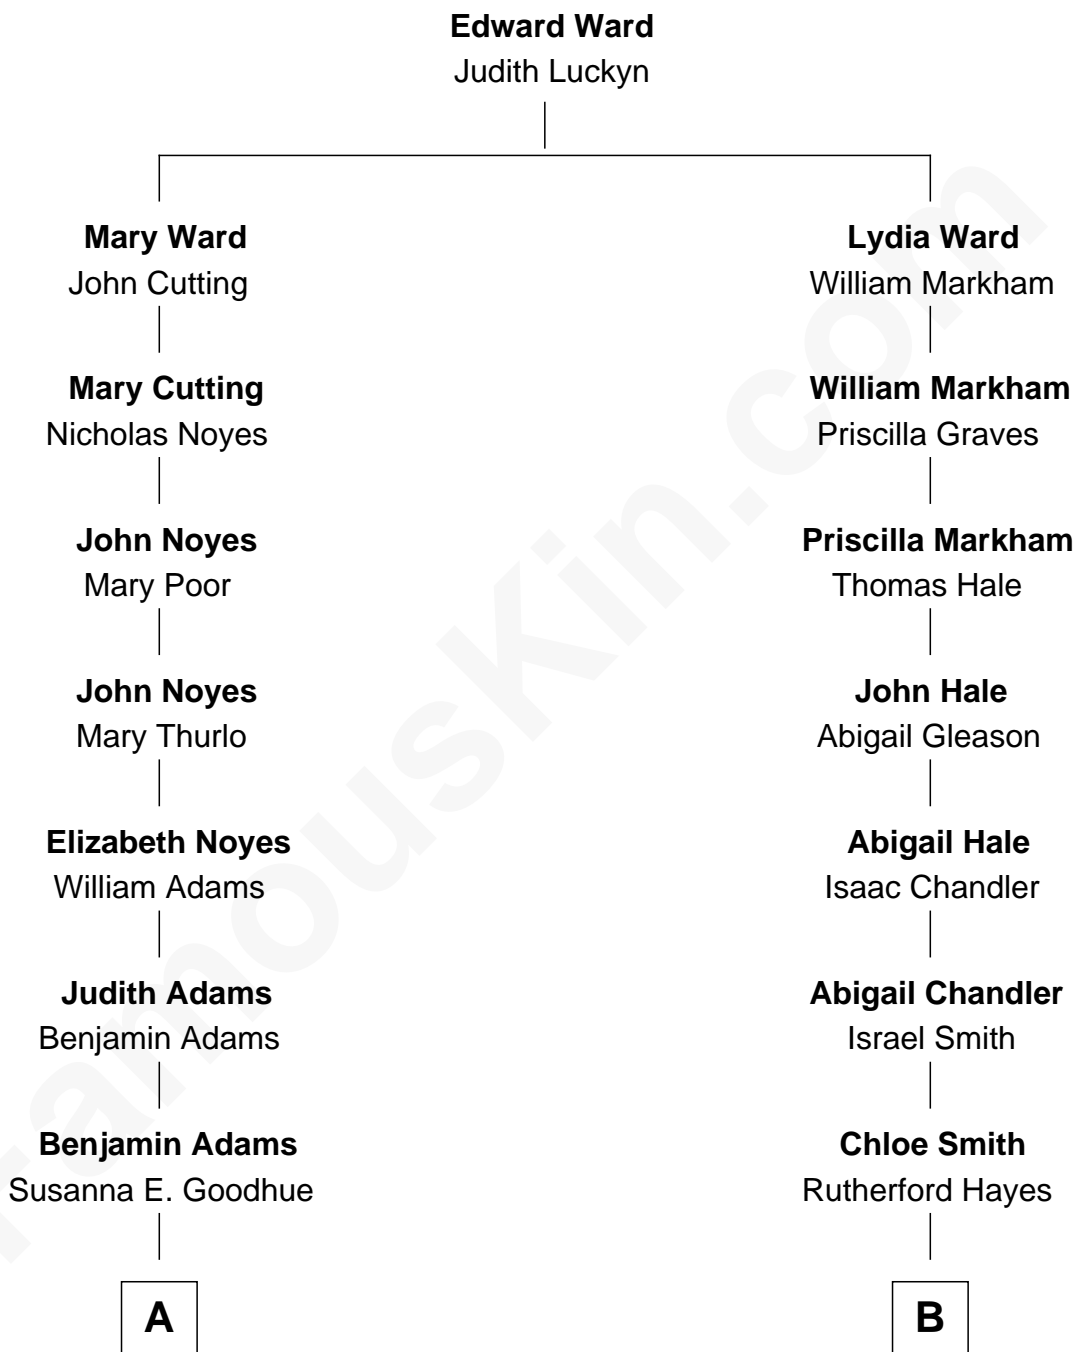 Edward Ward
Judith Luckyn
Mary Ward
John Cutting
Lydia Ward
William Markham
Mary Cutting
Nicholas Noyes
William Markham
Priscilla Graves
John Noyes
Mary Poor
Priscilla Markham
Thomas Hale
John Noyes
Mary Thurlo
John Hale
Abigail Gleason
Elizabeth Noyes
William Adams
Abigail Hale
Isaac Chandler
Judith Adams
Benjamin Adams
Abigail Chandler
Israel Smith
Benjamin Adams
Susanna E. Goodhue
Chloe Smith
Rutherford Hayes
A
B
FamousKin.com